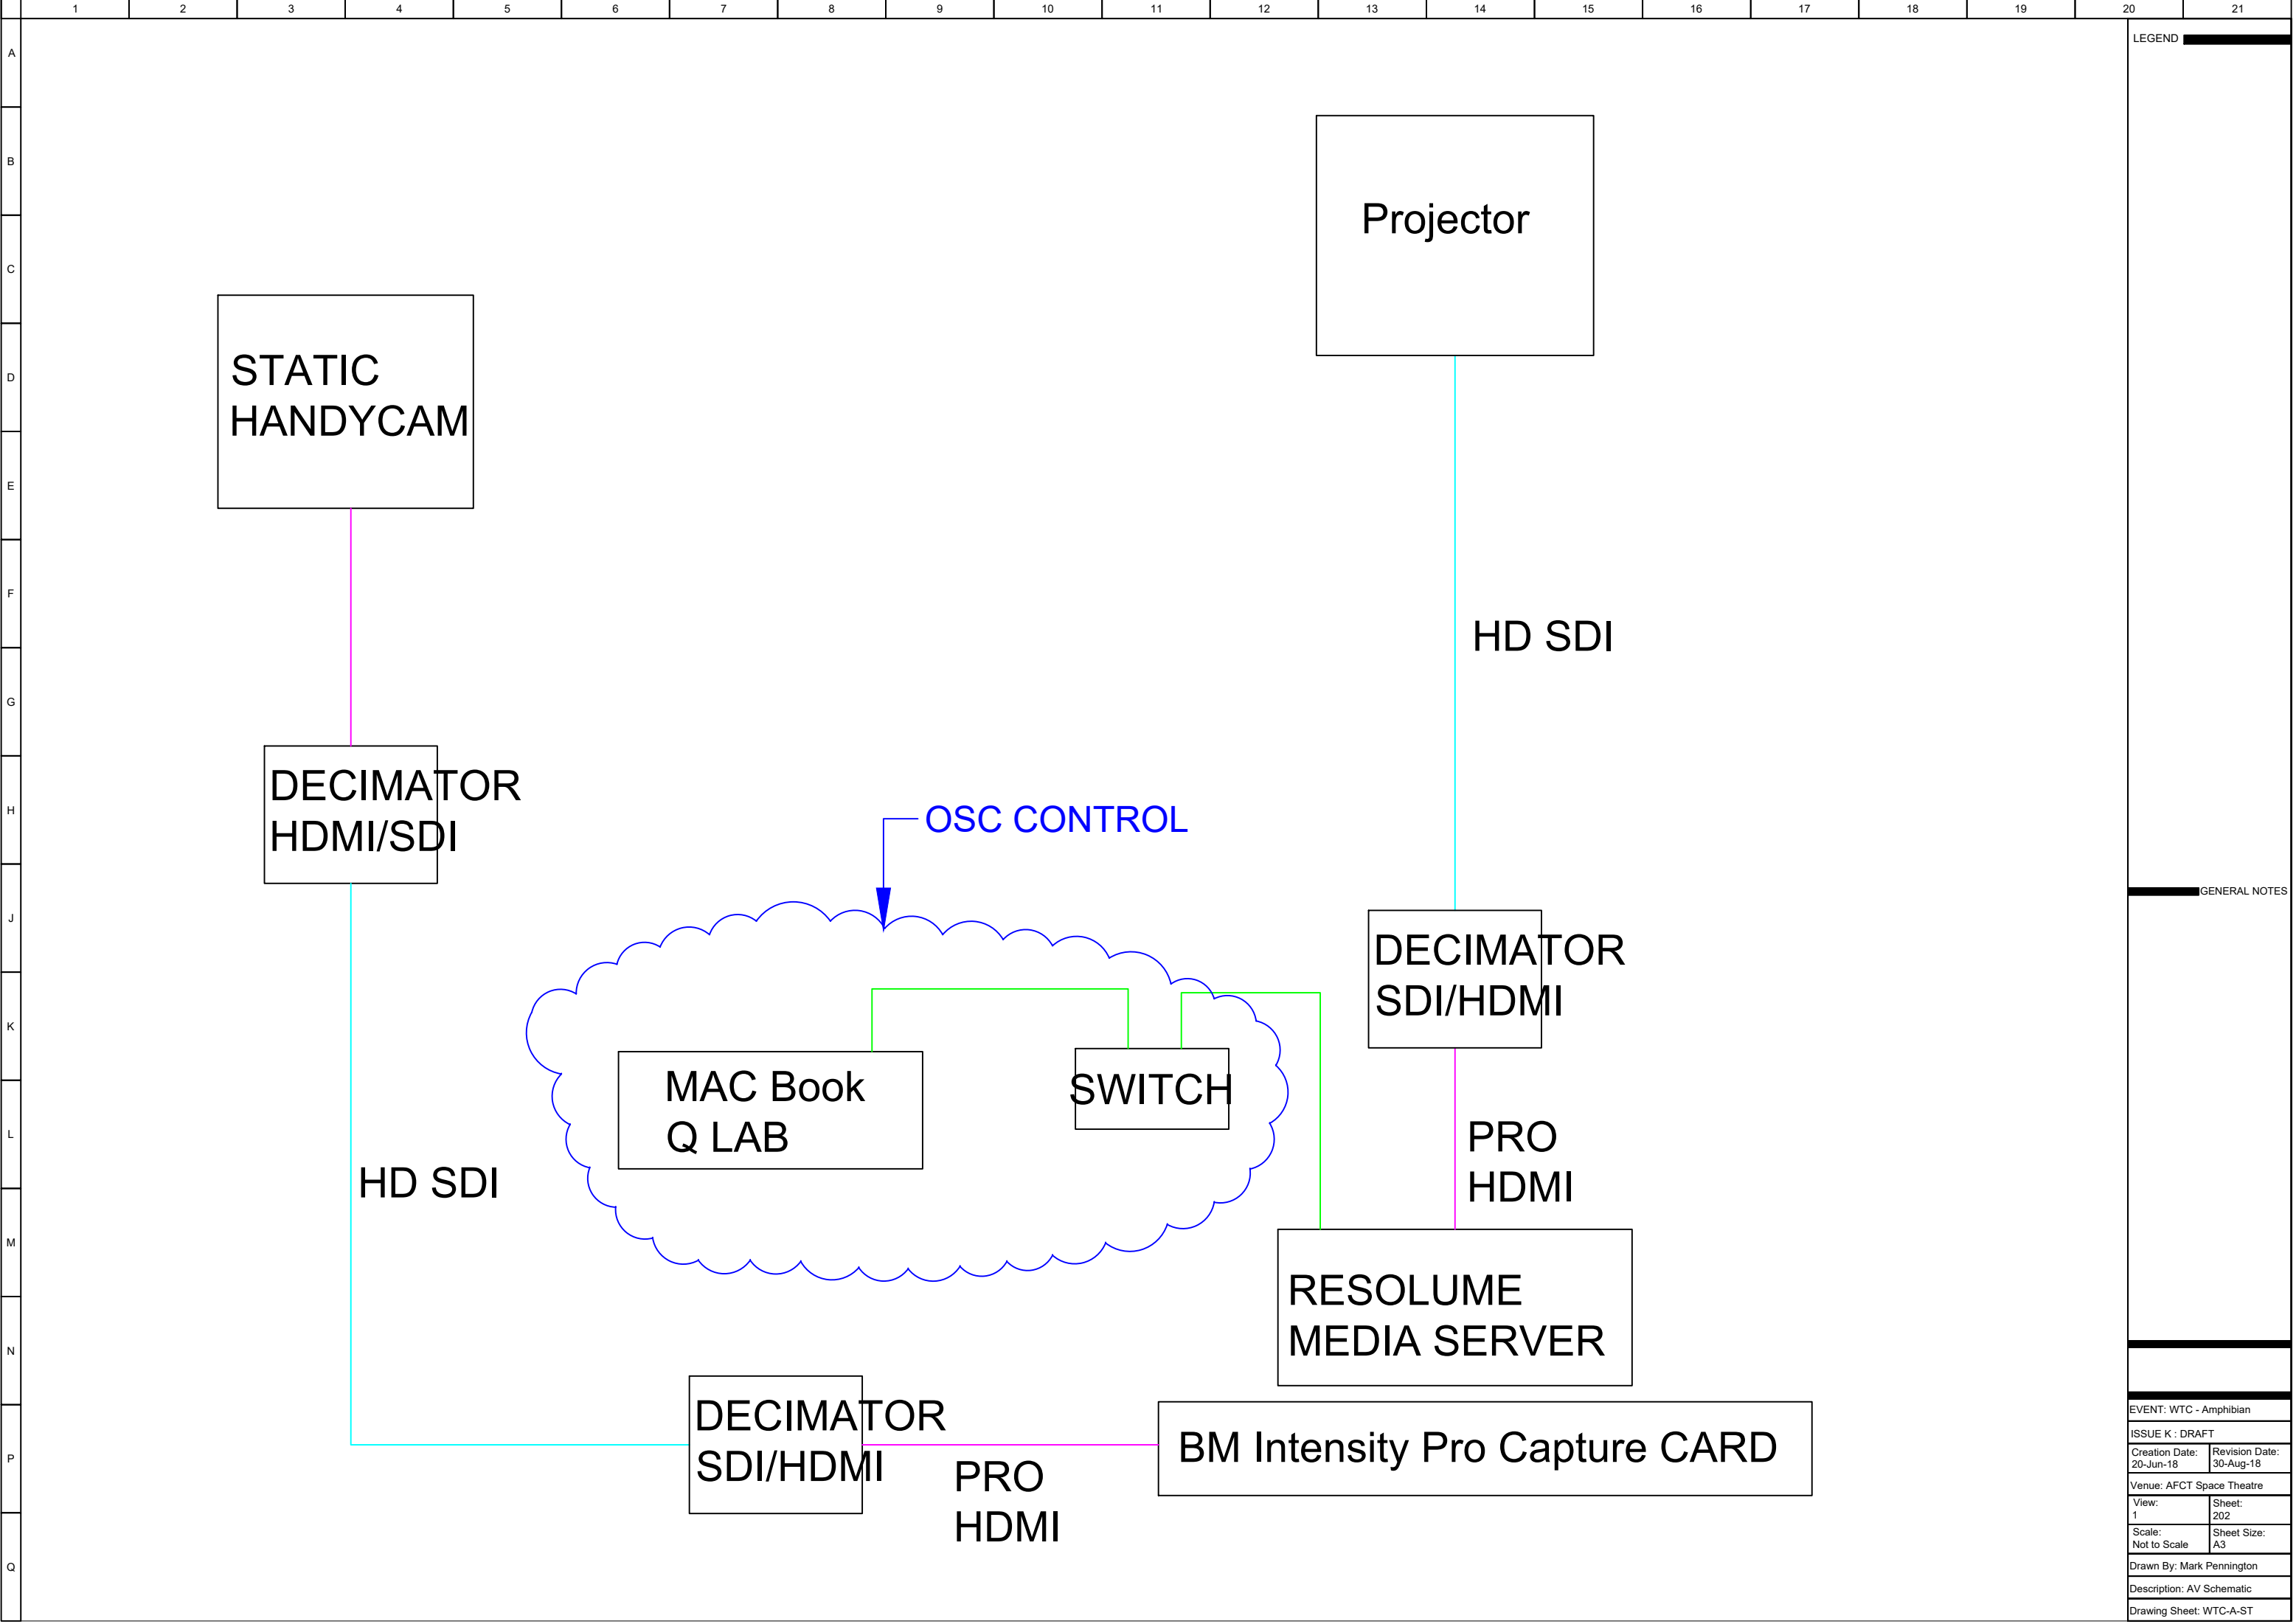 1 2 3 4 5 6 7 8 9 10 11 12 13 14 15 16 17 18 19 20 21
A
B
C
D
E
F
G
H
J
K
L
M
N
P
Q
LEGEND
Projector
STATIC
HANDYCAM
HD SDI
DECIMATOR
HDMI/SDI
OSC CONTROL
GENERAL NOTES
DECIMATOR
SDI/HDMI
MAC Book
Q LAB
SWITCH
PRO
HDMI
HD SDI
RESOLUME
MEDIA SERVER
DECIMATOR
SDI/HDMI
PRO
HDMI
BM Intensity Pro Capture CARD
EVENT: WTC - Amphibian
ISSUE K : DRAFT
Creation Date:
20-Jun-18
Revision Date:
30-Aug-18
Venue: AFCT Space Theatre
View:
1
Sheet:
202
Scale:
Not to Scale
Sheet Size:
A3
Drawn By: Mark Pennington
Description: AV Schematic
Drawing Sheet: WTC-A-ST